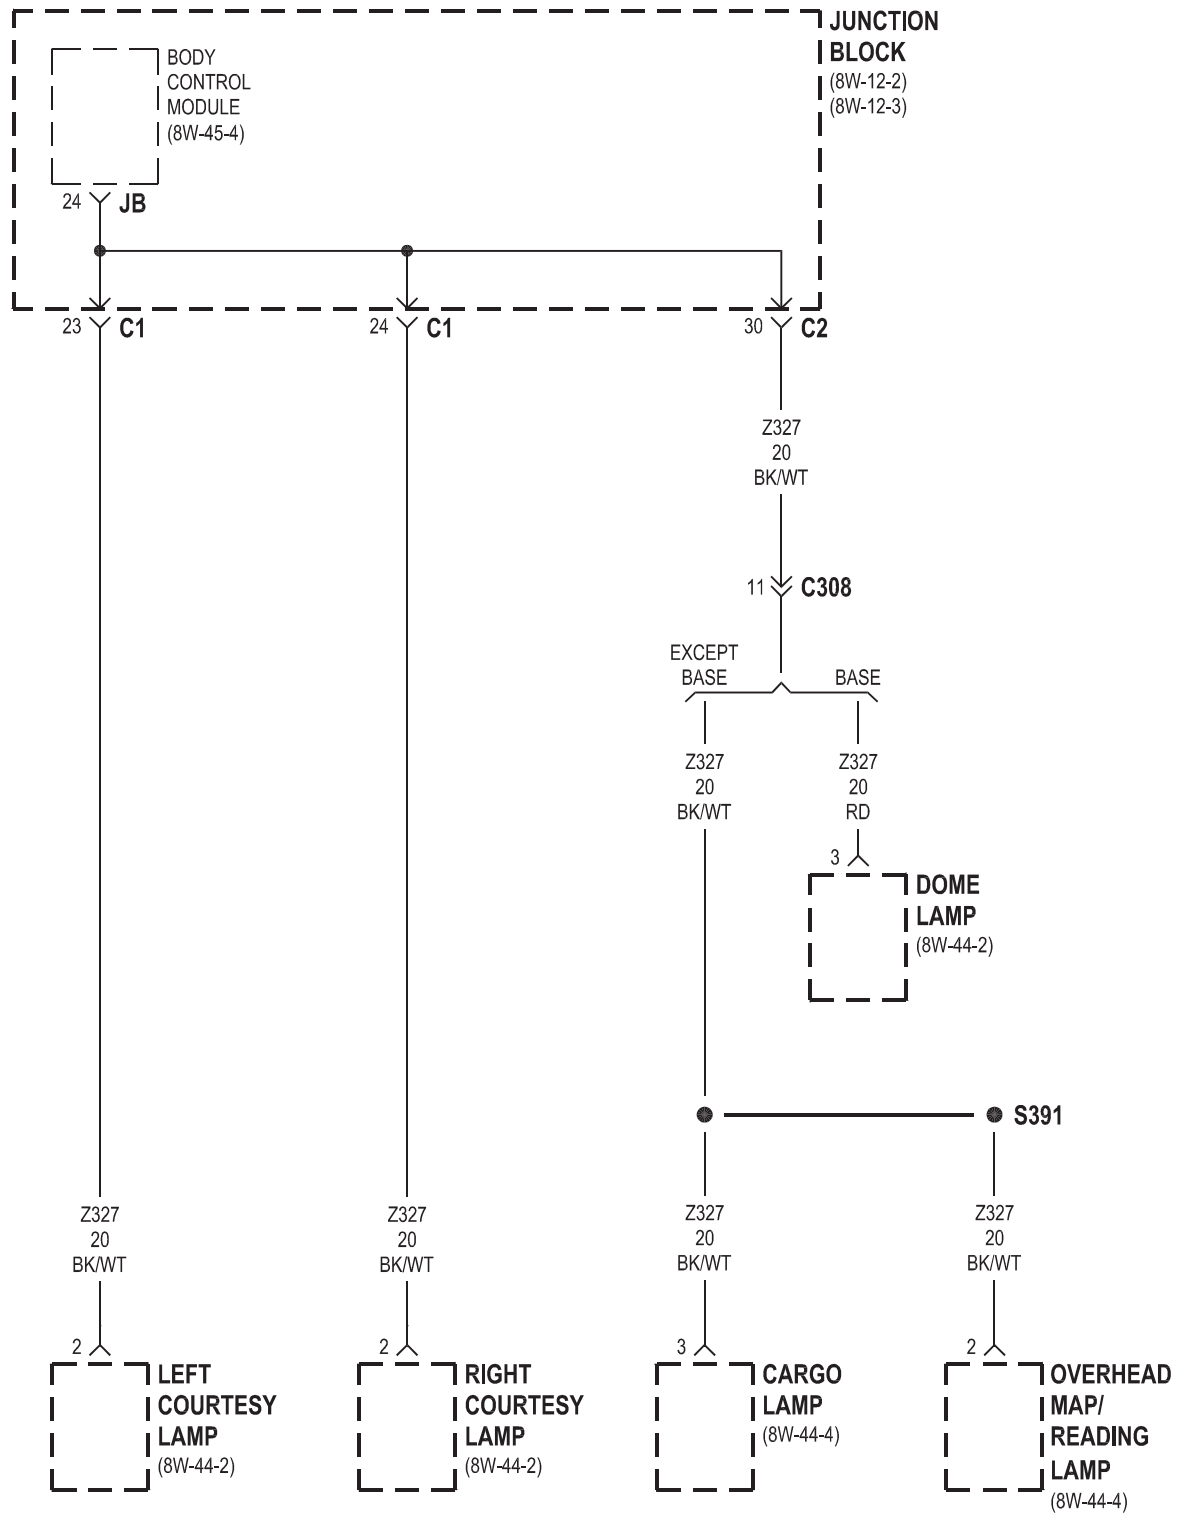 JUNCTION
BLOCK
(8W-12-2)
(8W-12-3)
BODY
CONTROL
MODULE
(8W-45-4)
24 JB
23 C1
24 C1
30 C2
Z327
20
BK/WT
11 C308
EXCEPT
BASE
BASE
Z327
20
BK/WT
Z327
20
RD
3
DOME
LAMP
(8W-44-2)
S391
Z327
20
BK/WT
Z327
20
BK/WT
Z327
20
BK/WT
Z327
20
BK/WT
2
LEFT
COURTESY
LAMP
(8W-44-2)
2
RIGHT
COURTESY
LAMP
(8W-44-2)
3
CARGO
LAMP
(8W-44-4)
2
OVERHEAD
MAP/
READING
LAMP
(8W-44-4)